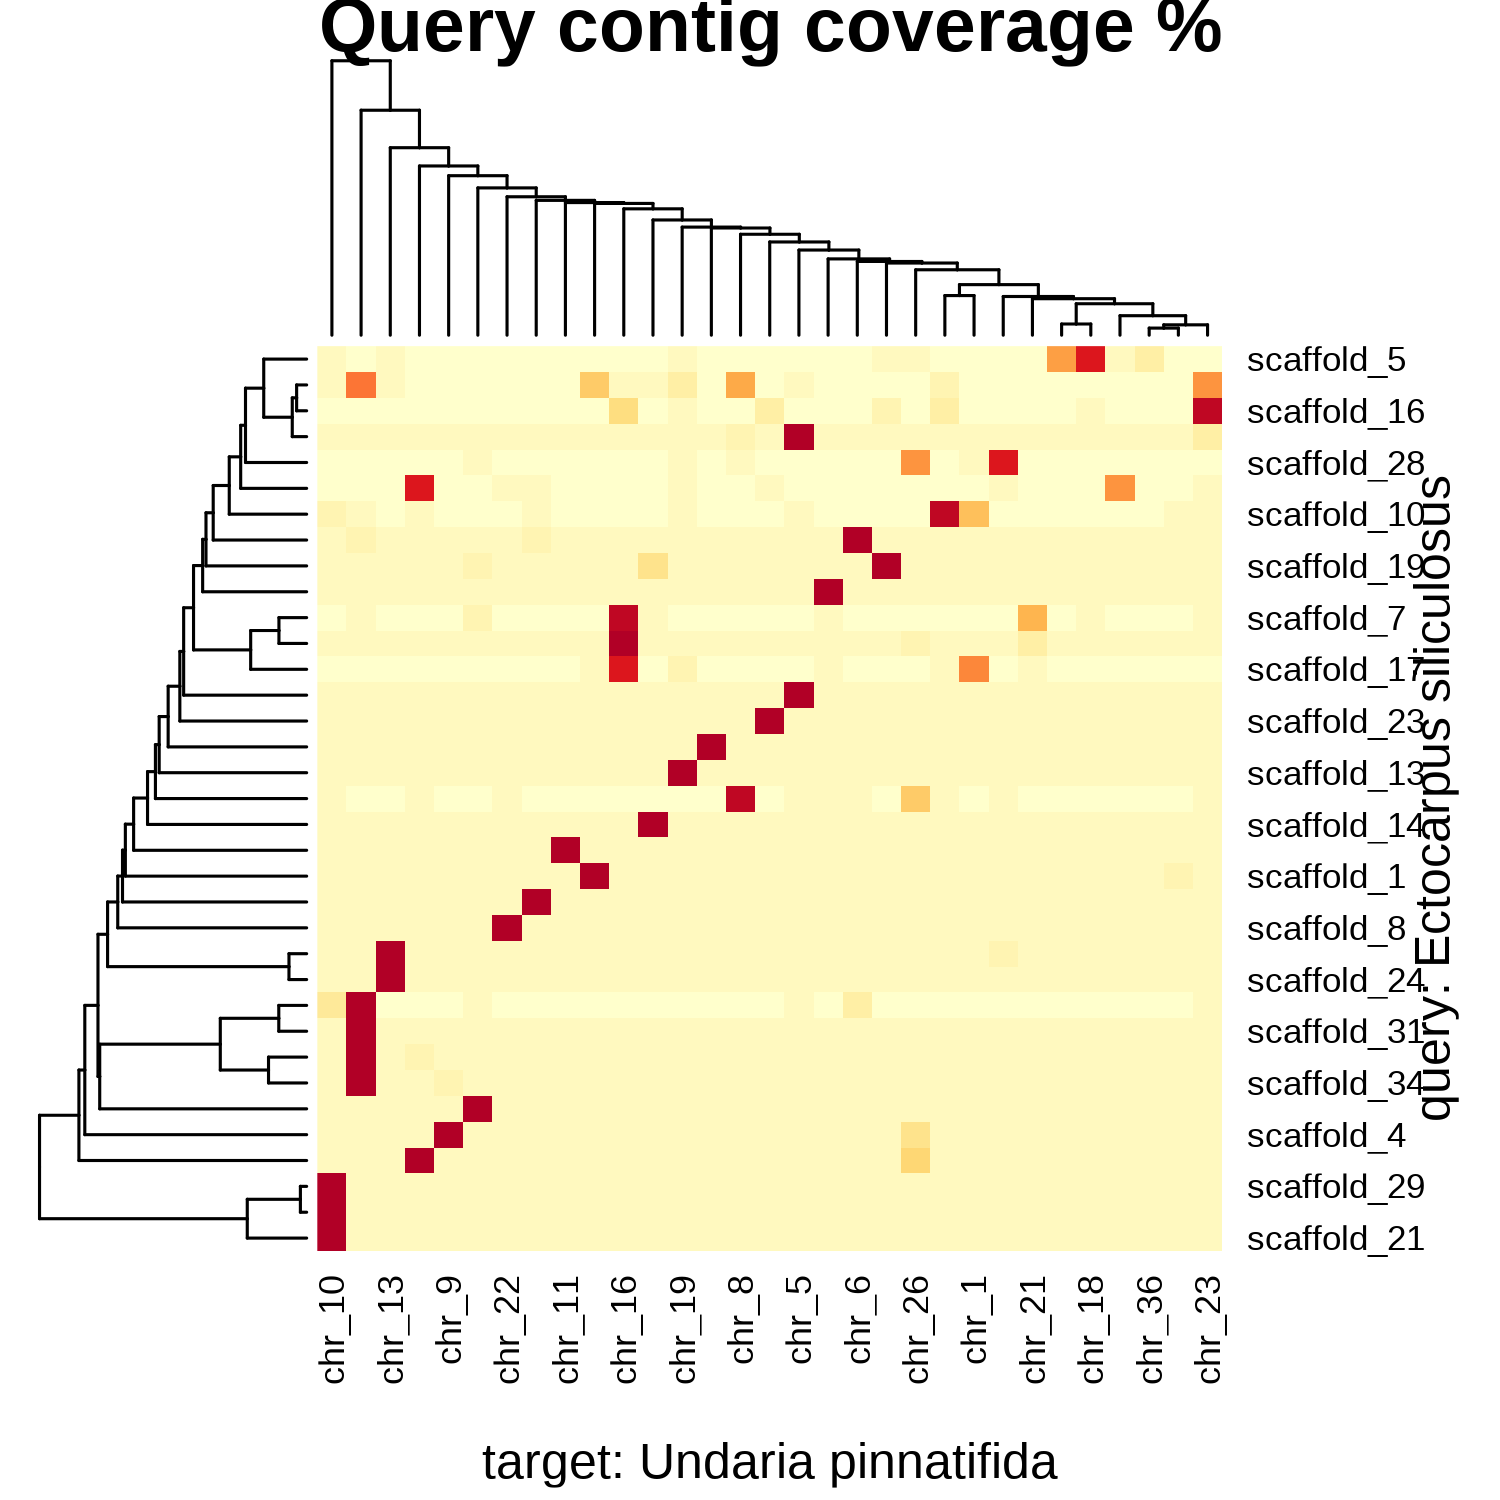 Query contig coverage %
scaffold_5
scaffold_16
scaffold_28
scaffold_10
scaffold_19
scaffold_7
scaffold_17
scaffold_23
scaffold_13
scaffold_14
scaffold_1
scaffold_8
scaffold_24
scaffold_31
scaffold_34
scaffold_4
scaffold_29
scaffold_21
query: Ectocarpus siliculosus
chr_10
chr_13
chr_9
chr_22
chr_11
chr_16
chr_19
chr_8
chr_5
chr_6
chr_26
chr_1
chr_21
chr_18
chr_36
chr_23
target: Undaria pinnatifida